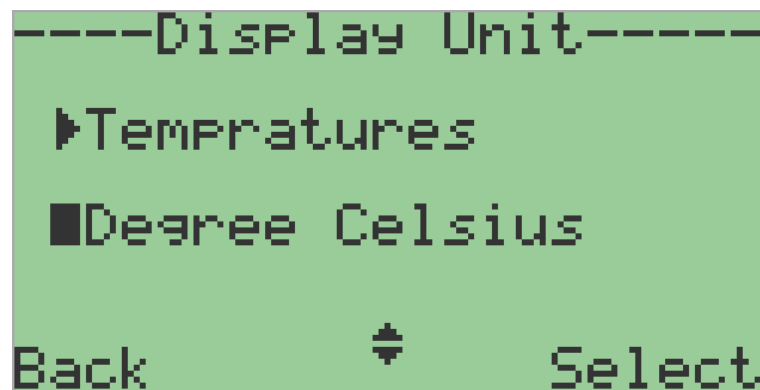 ----Display Unit-----
Tempratures
Degree Celsius
Back Select